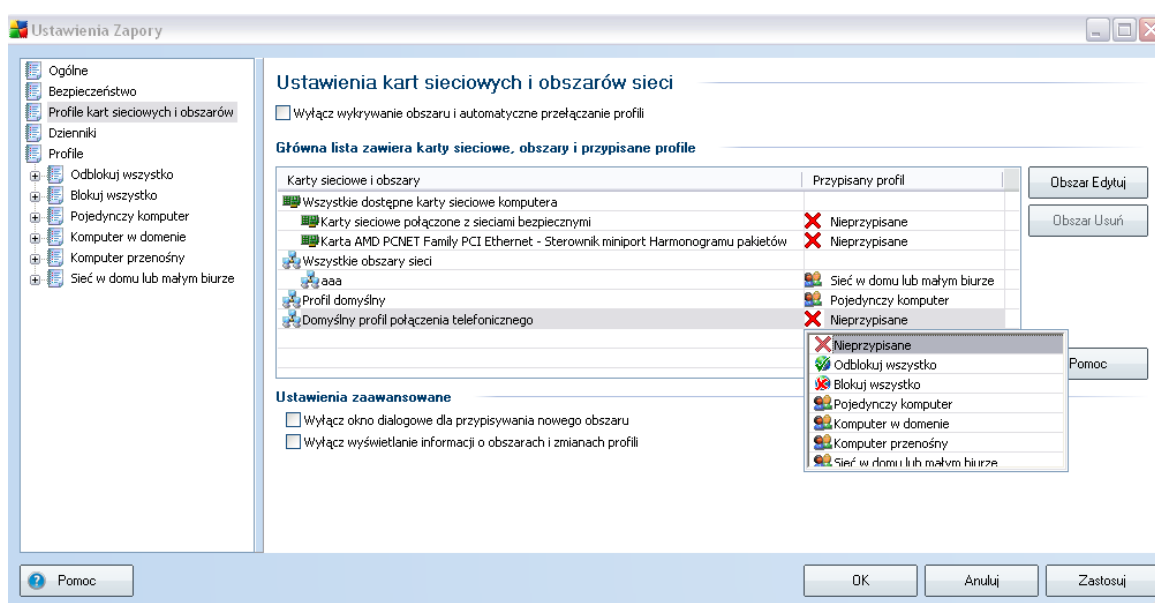 Ustawienia Zapory
Ogólne
Bezpieczeństwo
Profile kart sieciowych i obszarów
Dzienniki
Profile
Odblokuj wszystko
Blokuj wszystko
Pojedynczy komputer
Komputer w domenie
Komputer przenośny
Sieć w domu lub małym biurze
Ustawienia kart sieciowych i obszarów sieci
Wyłącz wykrywanie obszaru i automatyczne przełączanie profili
Główna lista zawiera karty sieciowe, obszary i przypisane profile
Karty sieciowe i obszary Przypisany profil
Wszystkie dostępne karty sieciowe komputera
Karty sieciowe połączone z sieciami bezpiecznymi Nieprzypisane
Karta AMD PCNET Family PCI Ethernet - Sterownik miniport Harmonogramu pakietów Nieprzypisane
Wszystkie obszary sieci
aaa Sieć w domu lub małym biurze
Profil domyślny Pojedynczy komputer
Domyślny profil połączenia telefonicznego Nieprzypisane
Nieprzypisane
Odblokuj wszystko
Blokuj wszystko
Pojedynczy komputer
Komputer w domenie
Komputer przenośny
Sieć w domu lub małym biurze
Obszar Edytuj
Obszar Usuń
Pomoc
Ustawienia zaawansowane
Wyłącz okno dialogowe dla przypisywania nowego obszaru
Wyłącz wyświetlanie informacji o obszarach i zmianach profili
Pomoc OK Anuluj Zastosuj